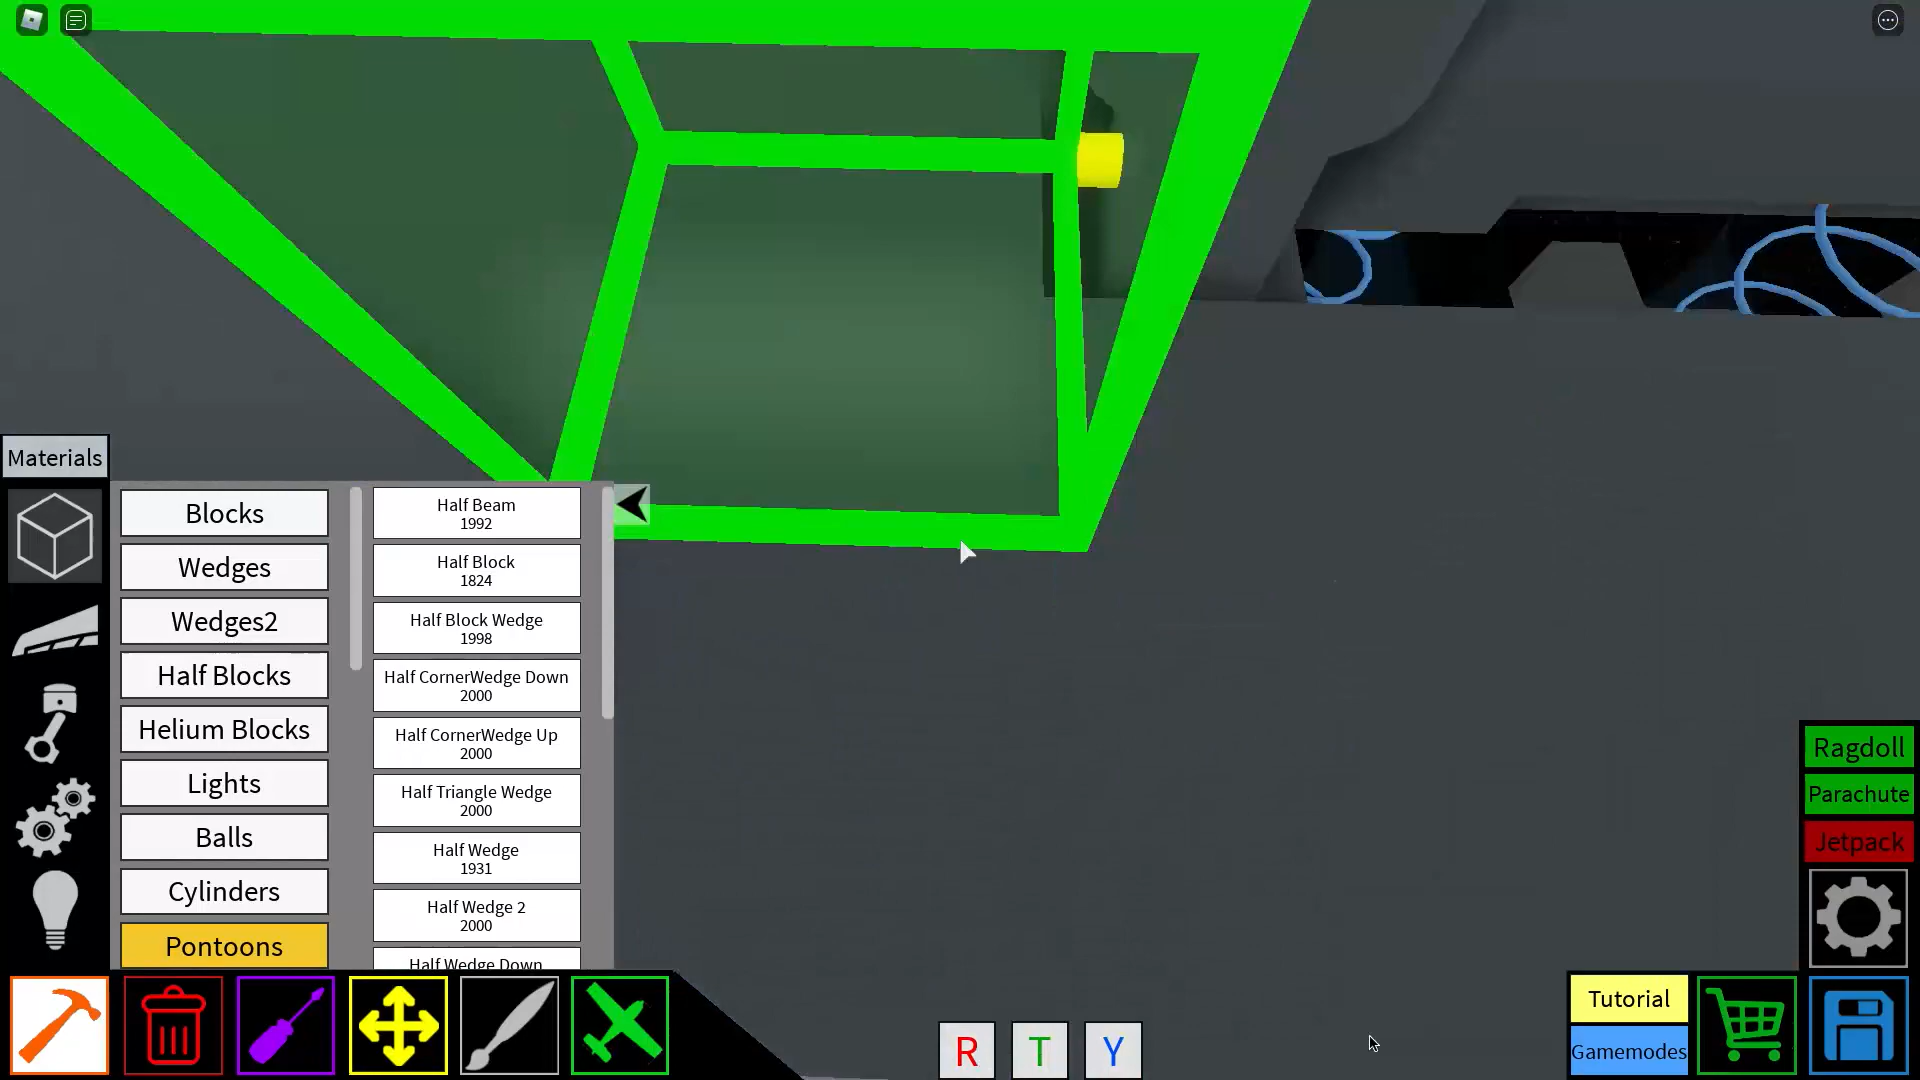 Materials
Blocks
Wedges
Wedges2
Half Blocks
Helium Blocks
Lights
Balls
Cylinders
Pontoons
Half Beam
1992
Half Block
1824
Half Block Wedge
1998
Half CornerWedge Down
2000
Half CornerWedge Up
2000
Half Triangle Wedge
2000
Half Wedge
1931
Half Wedge 2
2000
Half Wedge Down
R T Y
Ragdoll
Parachute
Jetpack
Tutorial
Gamemodes